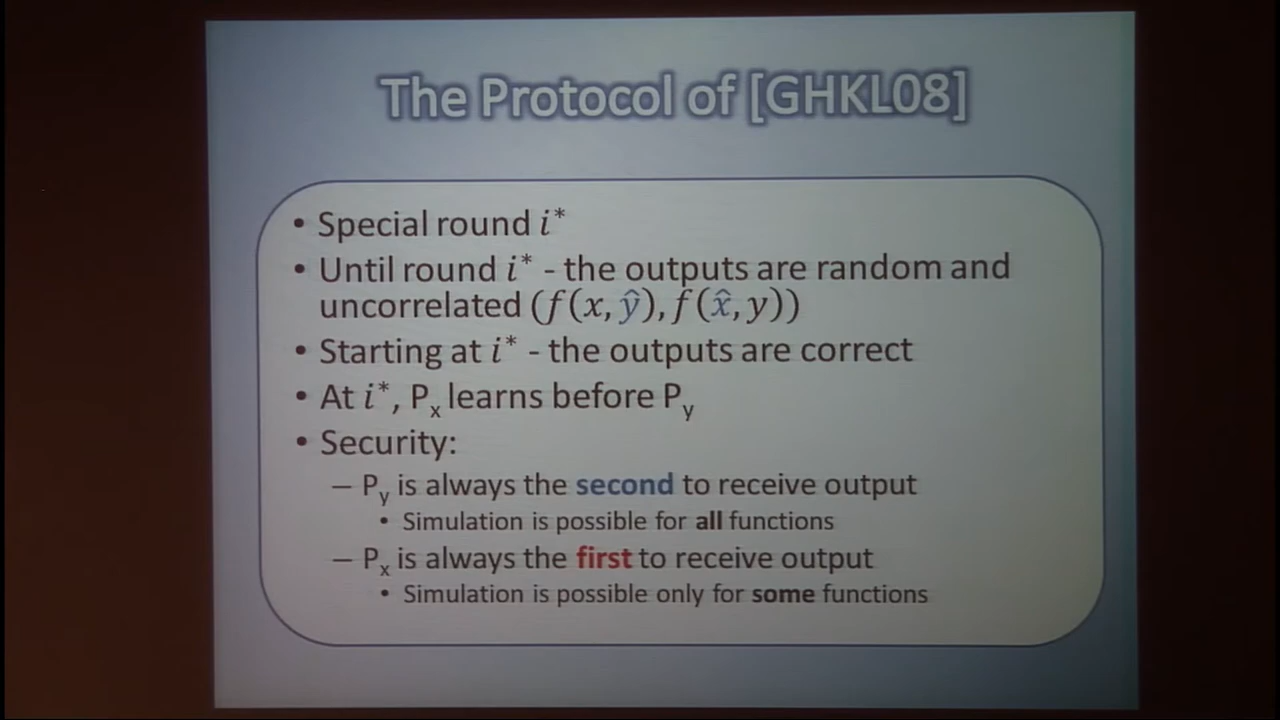 The Protocol of [GHKL08]
• Special round i*
• Until round i* - the outputs are random and
uncorrelated (f(x, ŷ), f(x̂, y))
• Starting at i* - the outputs are correct
• At i*, Pₓ learns before P_y
• Security:
– P_y is always the second to receive output
• Simulation is possible for all functions
– Pₓ is always the first to receive output
• Simulation is possible only for some functions